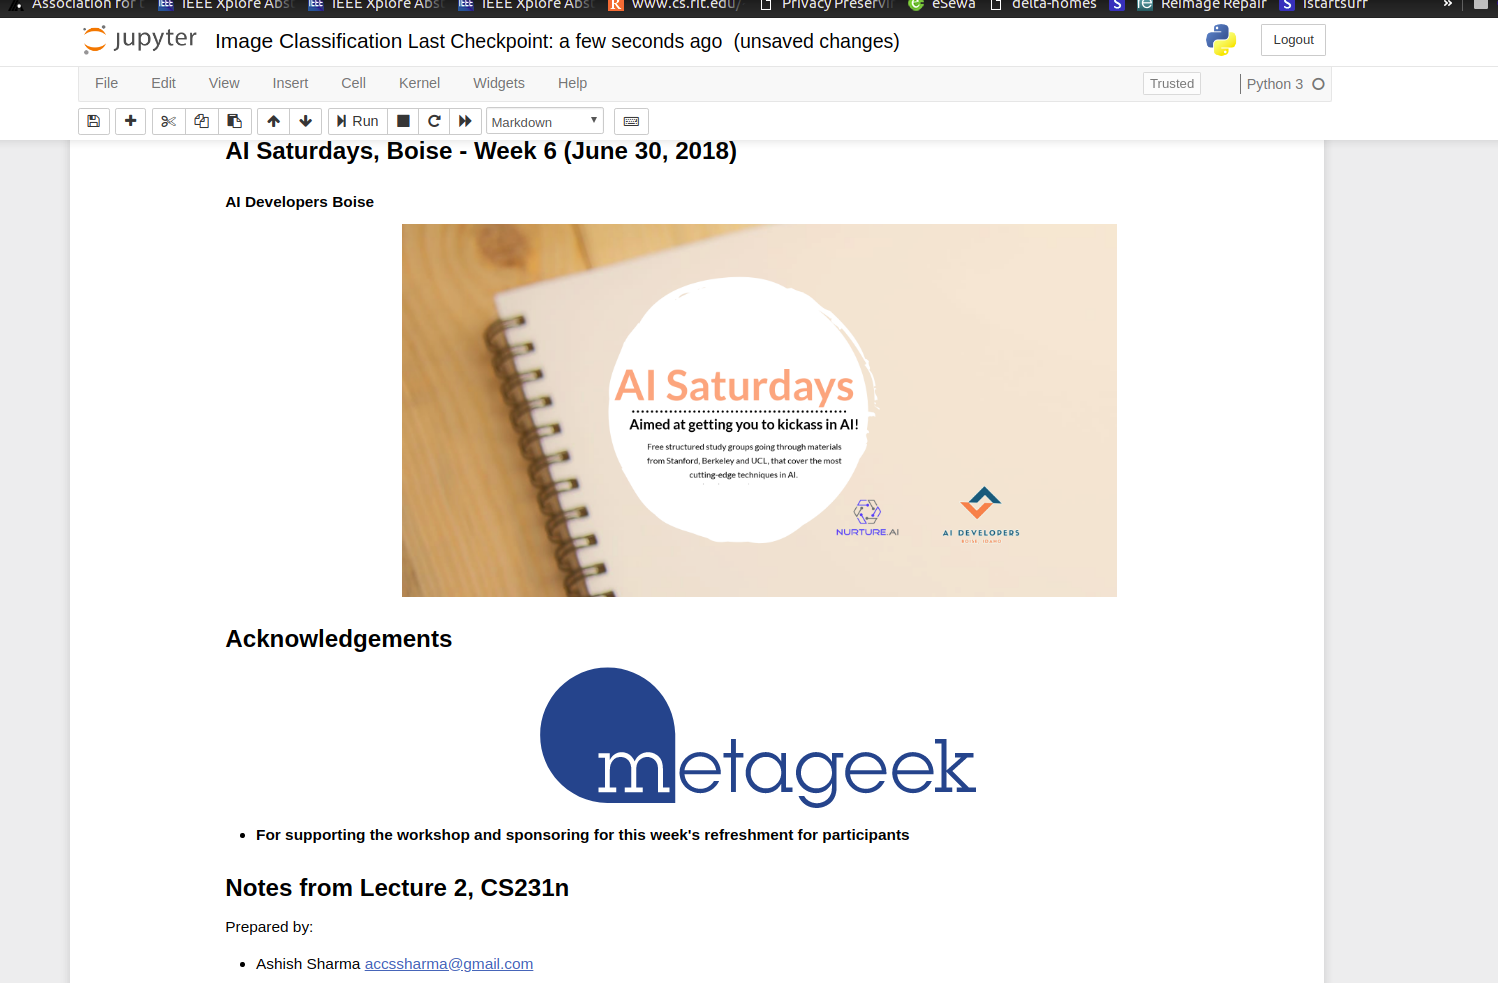 Association for
IEEE Xplore Abst
IEEE Xplore Abst
IEEE Xplore Abst
www.cs.rit.edu/
Privacy Preservin
eSewa
delta-homes
Reimage Repair
istartsurf
»
jupyter
Image Classification Last Checkpoint: a few seconds ago (unsaved changes)
Logout
File Edit View Insert Cell Kernel Widgets Help
Trusted
Python 3
Run
Markdown
AI Saturdays, Boise - Week 6 (June 30, 2018)
AI Developers Boise
AI Saturdays
Aimed at getting you to kickass in AI!
Free structured study groups going through materials
from Stanford, Berkeley and UCL, that cover the most
cutting-edge techniques in AI.
NURTURE.AI
AI DEVELOPERS
BOISE, IDAHO
Acknowledgements
metageek
• For supporting the workshop and sponsoring for this week's refreshment for participants
Notes from Lecture 2, CS231n
Prepared by:
• Ashish Sharma accssharma@gmail.com